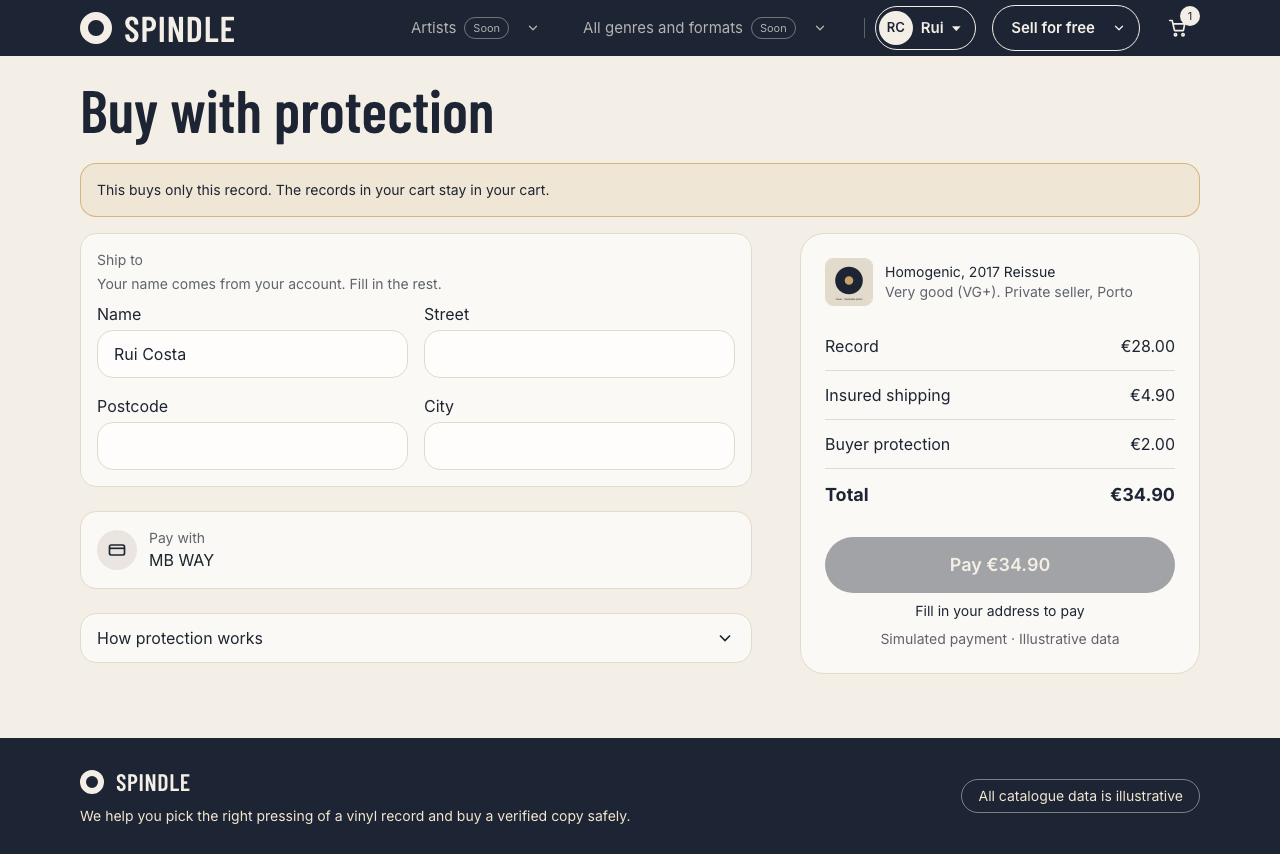 SPINDLE
Artists Soon
All genres and formats Soon
RC Rui
Sell for free
1
Buy with protection
This buys only this record. The records in your cart stay in your cart.
Ship to
Your name comes from your account. Fill in the rest.
Name
Street
Rui Costa
Postcode
City
Pay with
MB WAY
How protection works
Homogenic, 2017 Reissue
Very good (VG+). Private seller, Porto
Record €28.00
Insured shipping €4.90
Buyer protection €2.00
Total €34.90
Pay €34.90
Fill in your address to pay
Simulated payment · Illustrative data
SPINDLE
We help you pick the right pressing of a vinyl record and buy a verified copy safely.
All catalogue data is illustrative